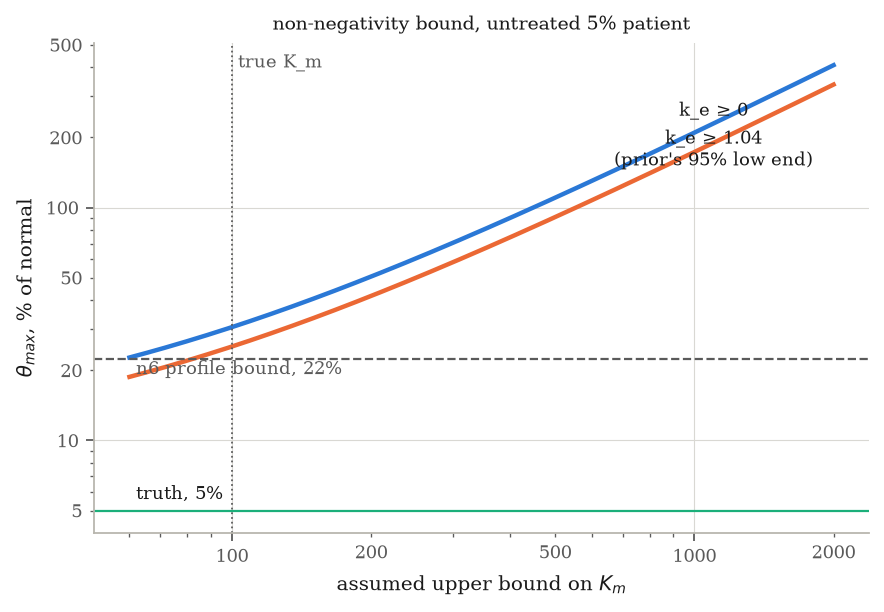 non-negativity bound, untreated 5% patient
500
true K_m
k_e ≥ 0
200
k_e ≥ 1.04
(prior's 95% low end)
100
50
n6 profile bound, 22%
20
10
truth, 5%
5
θmax, % of normal
100
200
500
1000
2000
assumed upper bound on Km